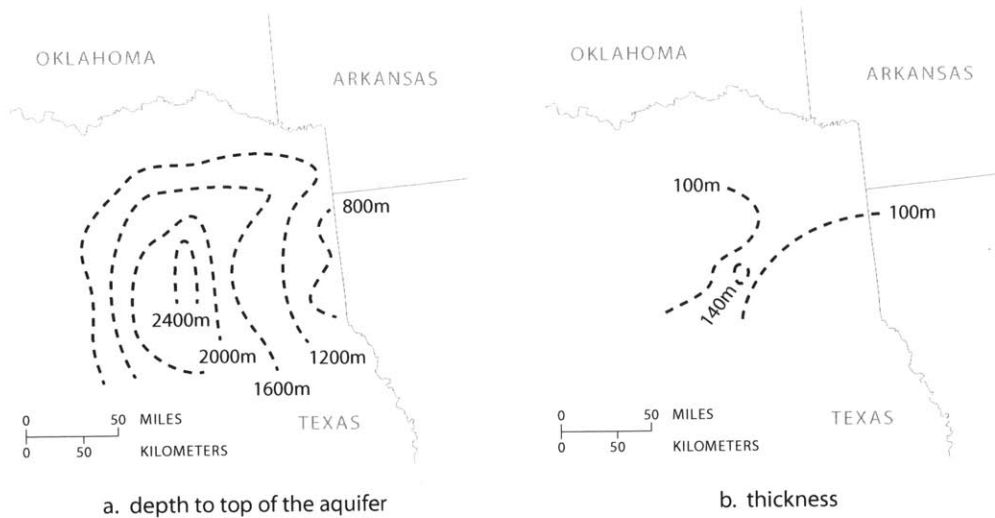 OKLAHOMA
ARKANSAS
800m
2400m
2000m
1200m
1600m
TEXAS
0 50 MILES
0 50 KILOMETERS
a. depth to top of the aquifer
OKLAHOMA
ARKANSAS
100m
100m
140m
TEXAS
0 50 MILES
0 50 KILOMETERS
b. thickness